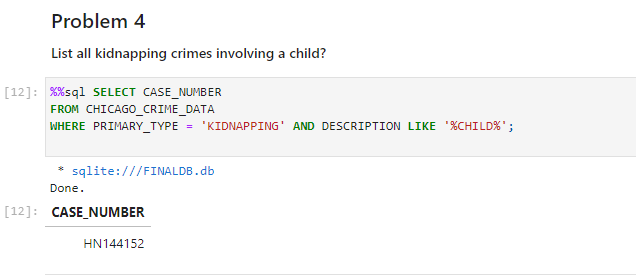 Problem 4
List all kidnapping crimes involving a child?
[12]: %%sql SELECT CASE_NUMBER
FROM CHICAGO_CRIME_DATA
WHERE PRIMARY_TYPE = 'KIDNAPPING' AND DESCRIPTION LIKE '%CHILD%';
* sqlite:///FINALDB.db
Done.
[12]: CASE_NUMBER
HN144152